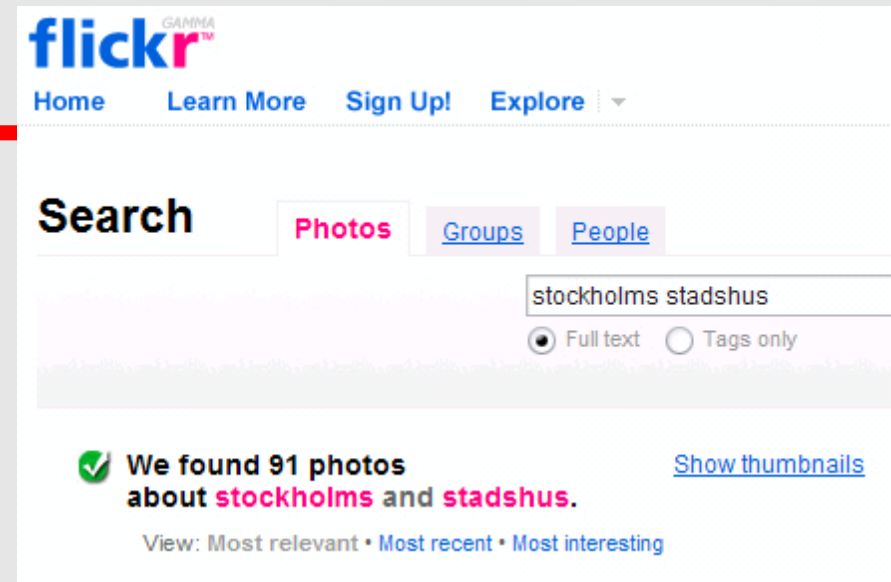 GAMMA
flickr™
Home Learn More Sign Up! Explore
Search Photos Groups People
stockholms stadshus
Full text Tags only
We found 91 photos Show thumbnails
about stockholms and stadshus.
View: Most relevant • Most recent • Most interesting